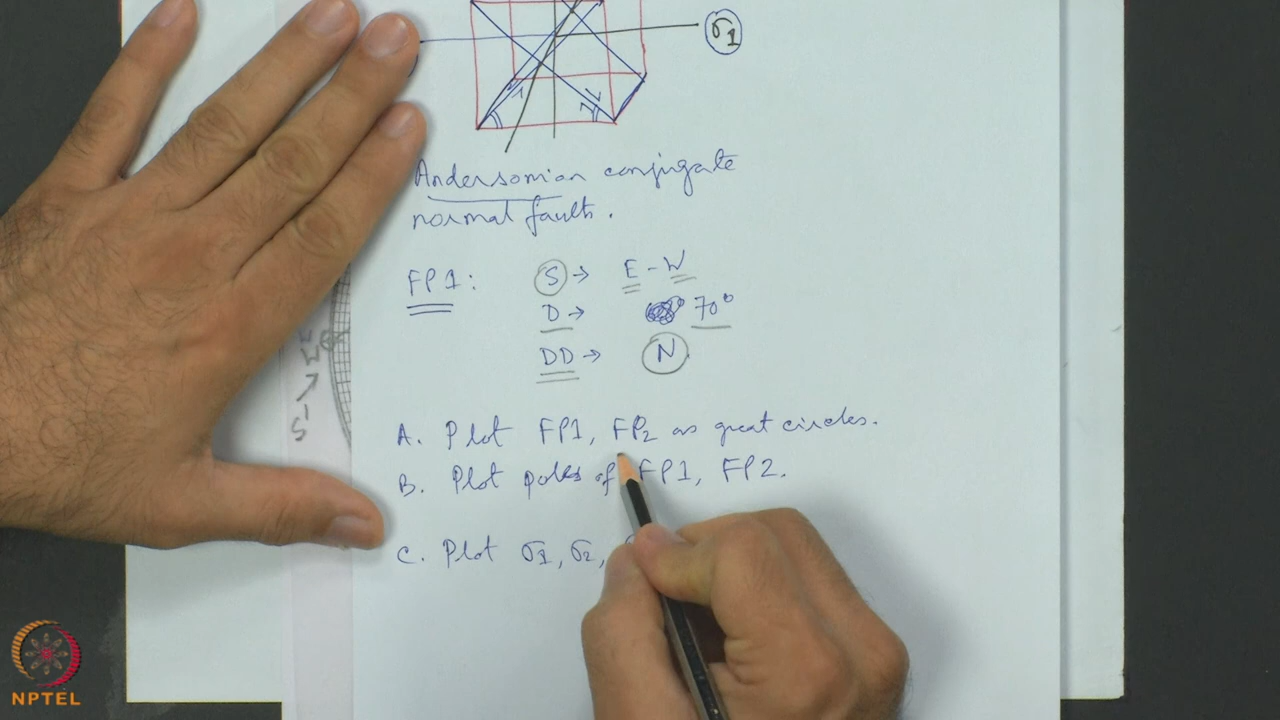 σ1
Andersonian conjugate
normal fault.
FP1: S → E-W
D → 70°
DD → N
A. Plot FP1, FP2 as great circles.
B. Plot poles of FP1, FP2.
C. Plot σ1, σ2,
NPTEL